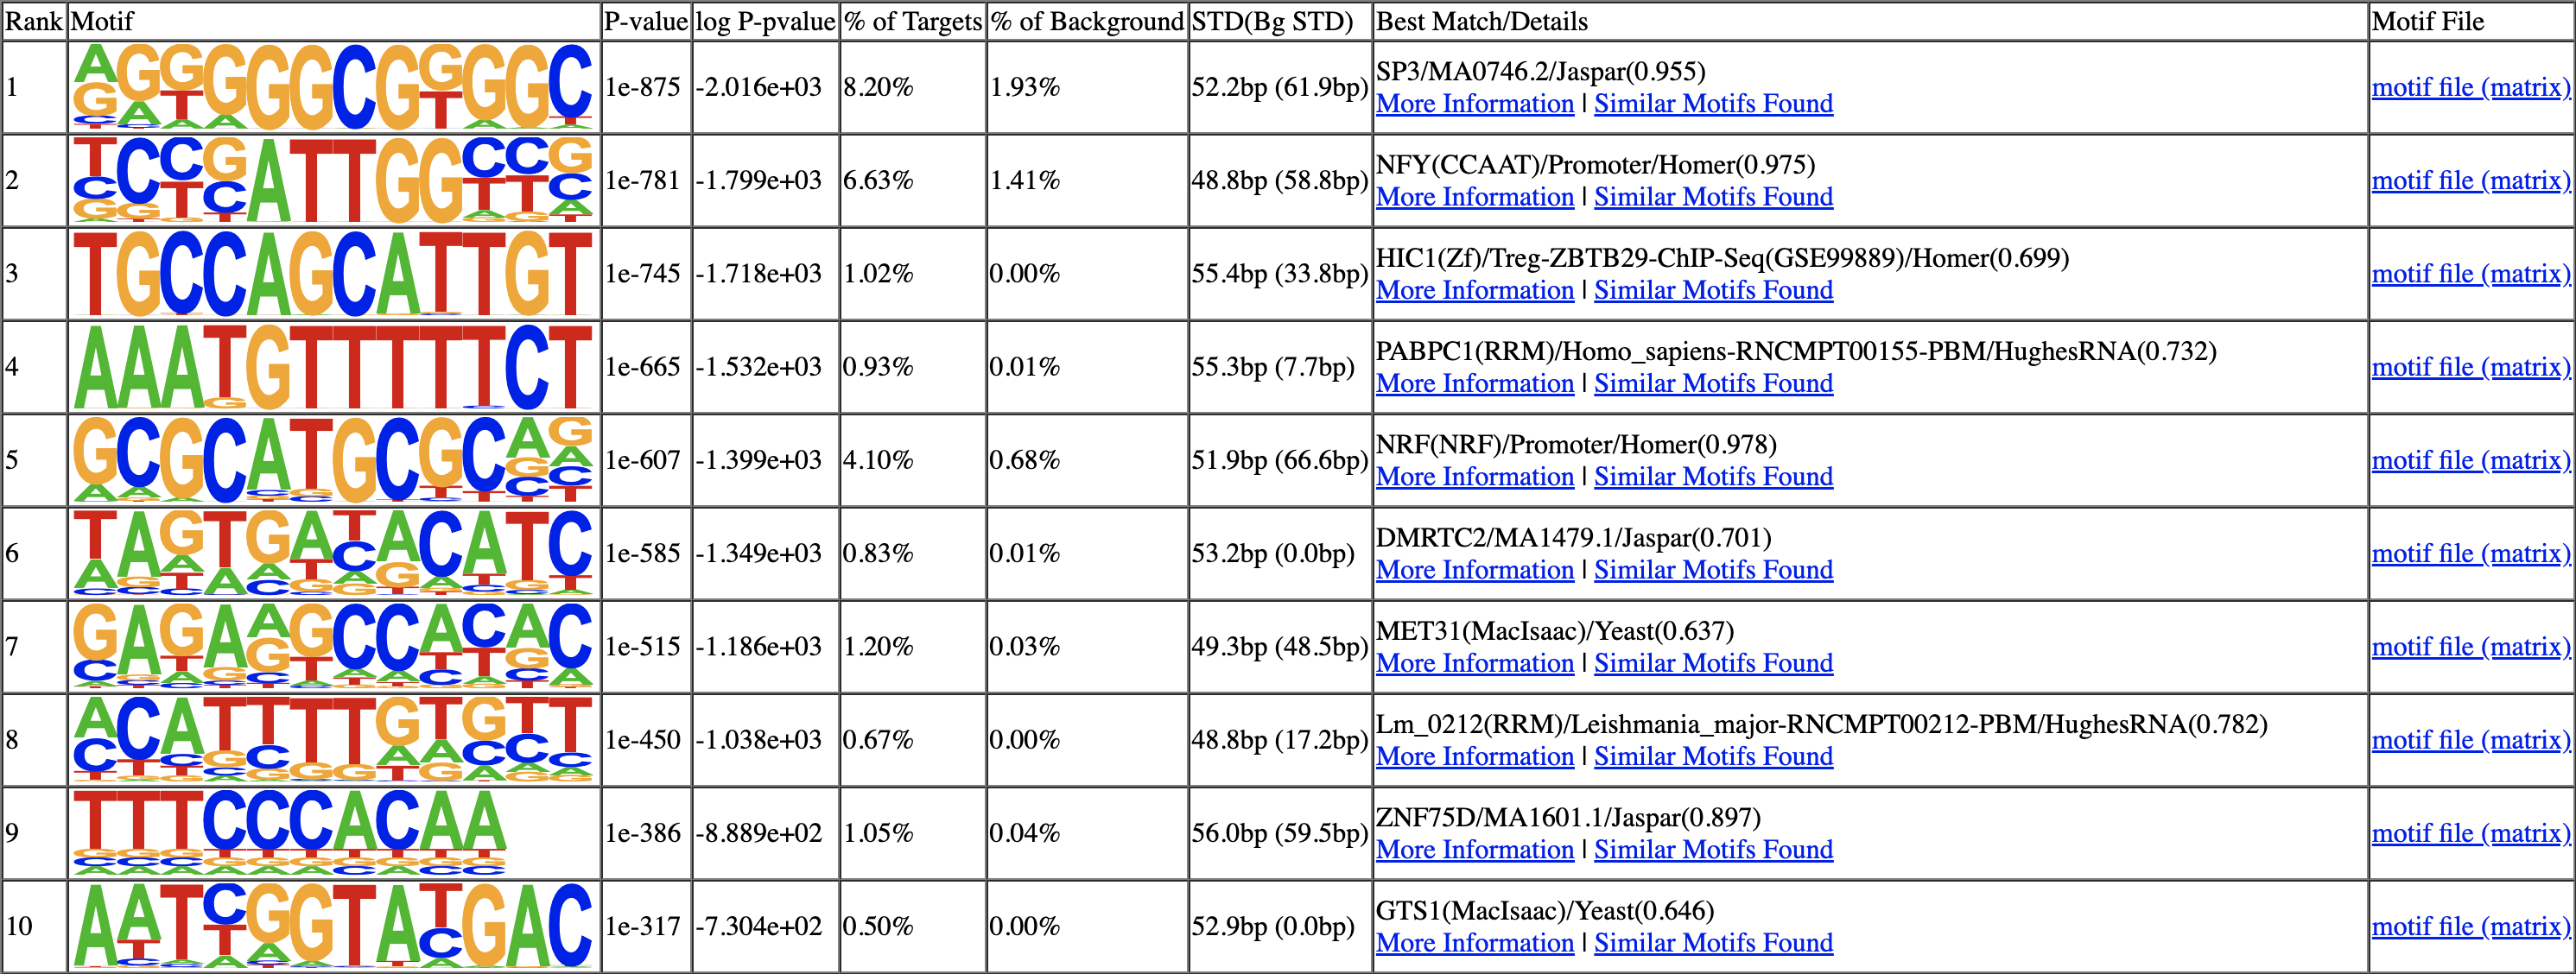 Rank Motif P-value log P-pvalue % of Targets % of Background STD(Bg STD) Best Match/Details Motif File
1 AGGGGGCGGGGC 1e-875 -2.016e+03 8.20% 1.93% 52.2bp (61.9bp) SP3/MA0746.2/Jaspar(0.955)
More Information | Similar Motifs Found motif file (matrix)
2 TCCGATTGGCCG 1e-781 -1.799e+03 6.63% 1.41% 48.8bp (58.8bp) NFY(CCAAT)/Promoter/Homer(0.975)
More Information | Similar Motifs Found motif file (matrix)
3 TGCCAGCATTGT 1e-745 -1.718e+03 1.02% 0.00% 55.4bp (33.8bp) HIC1(Zf)/Treg-ZBTB29-ChIP-Seq(GSE99889)/Homer(0.699)
More Information | Similar Motifs Found motif file (matrix)
4 AAATGTTTTTCT 1e-665 -1.532e+03 0.93% 0.01% 55.3bp (7.7bp) PABPC1(RRM)/Homo_sapiens-RNCMPT00155-PBM/HughesRNA(0.732)
More Information | Similar Motifs Found motif file (matrix)
5 GCGCATGCGCAG 1e-607 -1.399e+03 4.10% 0.68% 51.9bp (66.6bp) NRF(NRF)/Promoter/Homer(0.978)
More Information | Similar Motifs Found motif file (matrix)
6 TAGTGATACATC 1e-585 -1.349e+03 0.83% 0.01% 53.2bp (0.0bp) DMRTC2/MA1479.1/Jaspar(0.701)
More Information | Similar Motifs Found motif file (matrix)
7 GAGAAGCCACAC 1e-515 -1.186e+03 1.20% 0.03% 49.3bp (48.5bp) MET31(MacIsaac)/Yeast(0.637)
More Information | Similar Motifs Found motif file (matrix)
8 ACATTTTGTGTT 1e-450 -1.038e+03 0.67% 0.00% 48.8bp (17.2bp) Lm_0212(RRM)/Leishmania_major-RNCMPT00212-PBM/HughesRNA(0.782)
More Information | Similar Motifs Found motif file (matrix)
9 TTTCCCACAA 1e-386 -8.889e+02 1.05% 0.04% 56.0bp (59.5bp) ZNF75D/MA1601.1/Jaspar(0.897)
More Information | Similar Motifs Found motif file (matrix)
10 AATCGGTATGAC 1e-317 -7.304e+02 0.50% 0.00% 52.9bp (0.0bp) GTS1(MacIsaac)/Yeast(0.646)
More Information | Similar Motifs Found motif file (matrix)